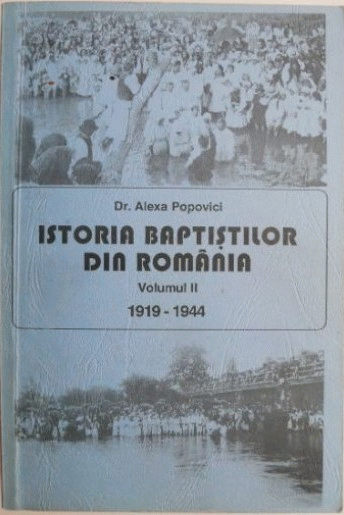 Dr. Alexa Popovici
ISTORIA BAPTIȘTILOR
DIN ROMÂNIA
Volumul II
1919 - 1944